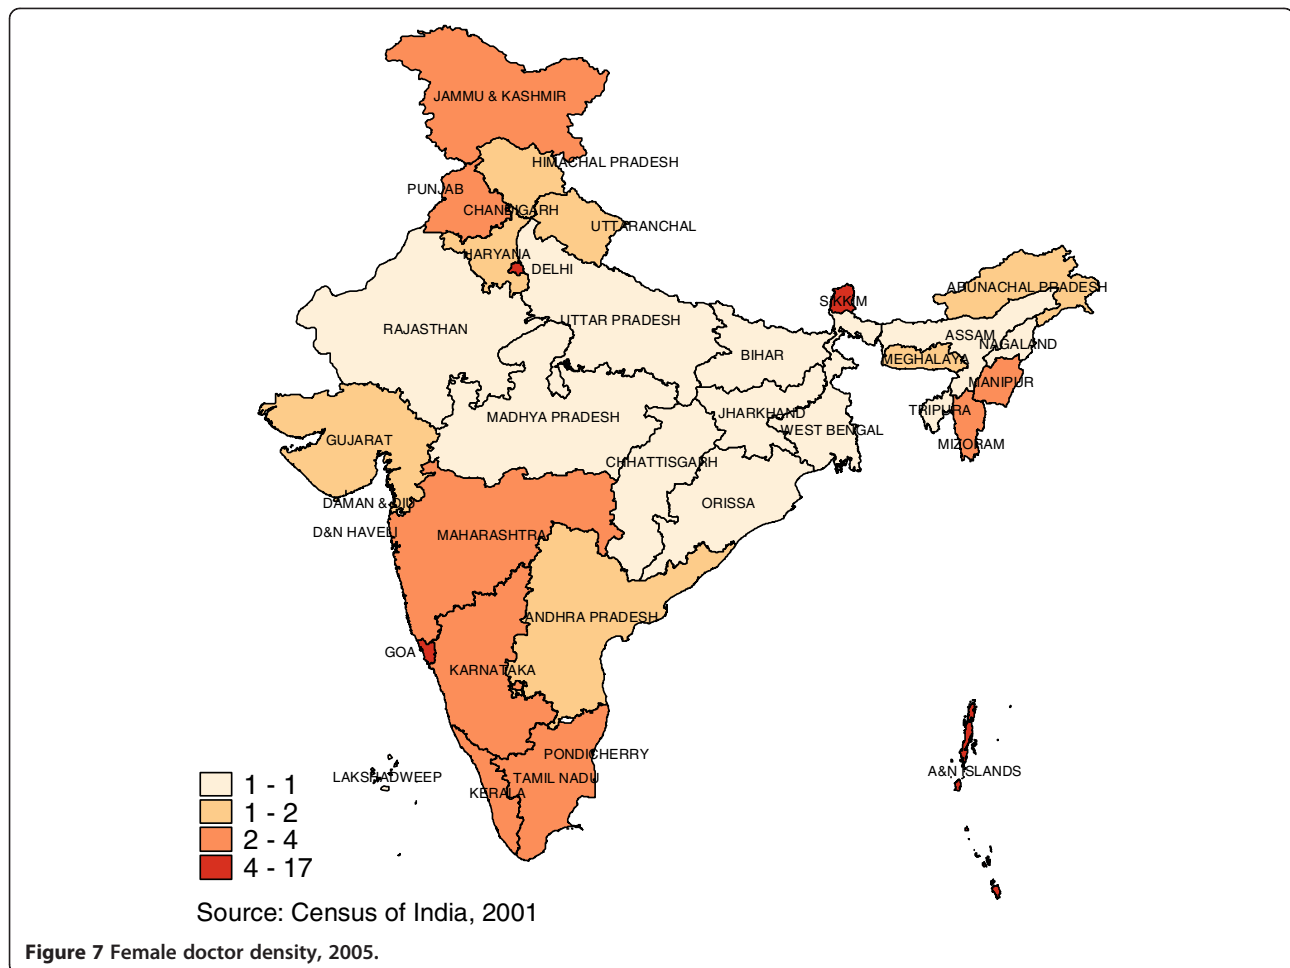 JAMMU & KASHMIR
HIMACHAL PRADESH
PUNJAB
CHANDIGARH
UTTARANCHAL
HARYANA
DELHI
ARUNACHAL PRADESH
SIKKIM
RAJASTHAN
UTTAR PRADESH
ASSAM
NAGALAND
BIHAR
MEGHALAYA
MANIPUR
MADHYA PRADESH
JHARKHAND
TRIPURA
WEST BENGAL
GUJARAT
MIZORAM
CHHATTISGARH
DAMAN & DIU
ORISSA
D&N HAVELI
MAHARASHTRA
ANDHRA PRADESH
GOA
KARNATAKA
PONDICHERRY
LAKSHADWEEP
TAMIL NADU
A&N ISLANDS
KERALA
1 - 1
1 - 2
2 - 4
4 - 17
Source: Census of India, 2001
Figure 7 Female doctor density, 2005.